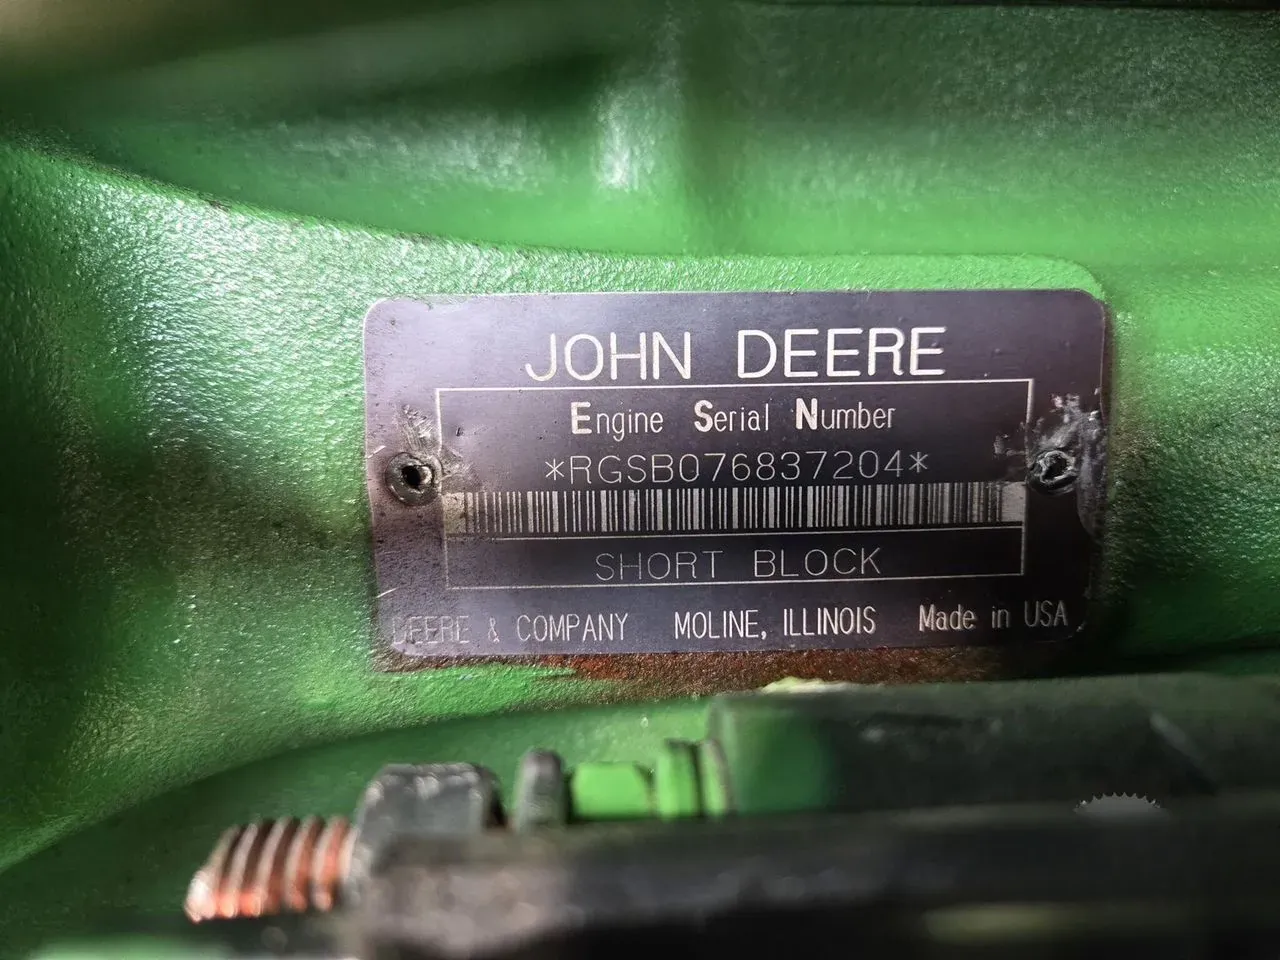 JOHN DEERE
Engine Serial Number
*RGSB076837204*
SHORT BLOCK
DEERE & COMPANY MOLINE, ILLINOIS Made in USA